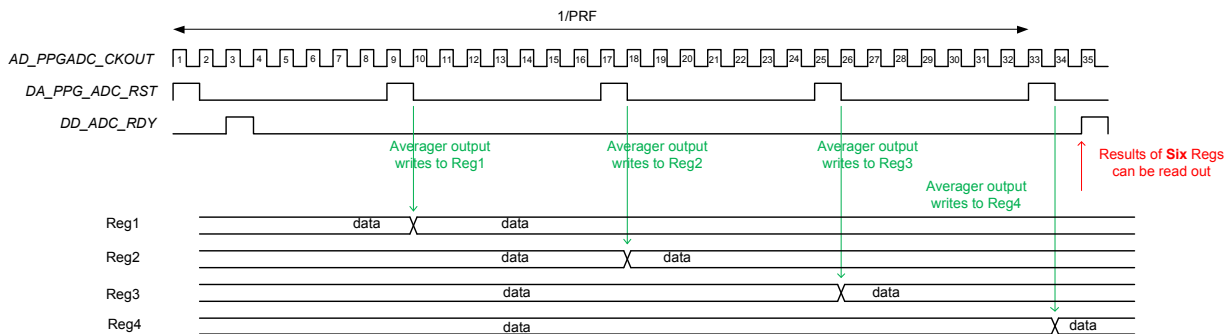 1/PRF
AD_PPGADC_CKOUT
1 2 3 4 5 6 7 8 9 10 11 12 13 14 15 16 17 18 19 20 21 22 23 24 25 26 27 28 29 30 31 32 33 34 35
DA_PPG_ADC_RST
DD_ADC_RDY
Averager output
writes to Reg1
Averager output
writes to Reg2
Averager output
writes to Reg3
Averager output
writes to Reg4
Results of Six Regs
can be read out
Reg1 data data
Reg2 data data
Reg3 data data
Reg4 data data